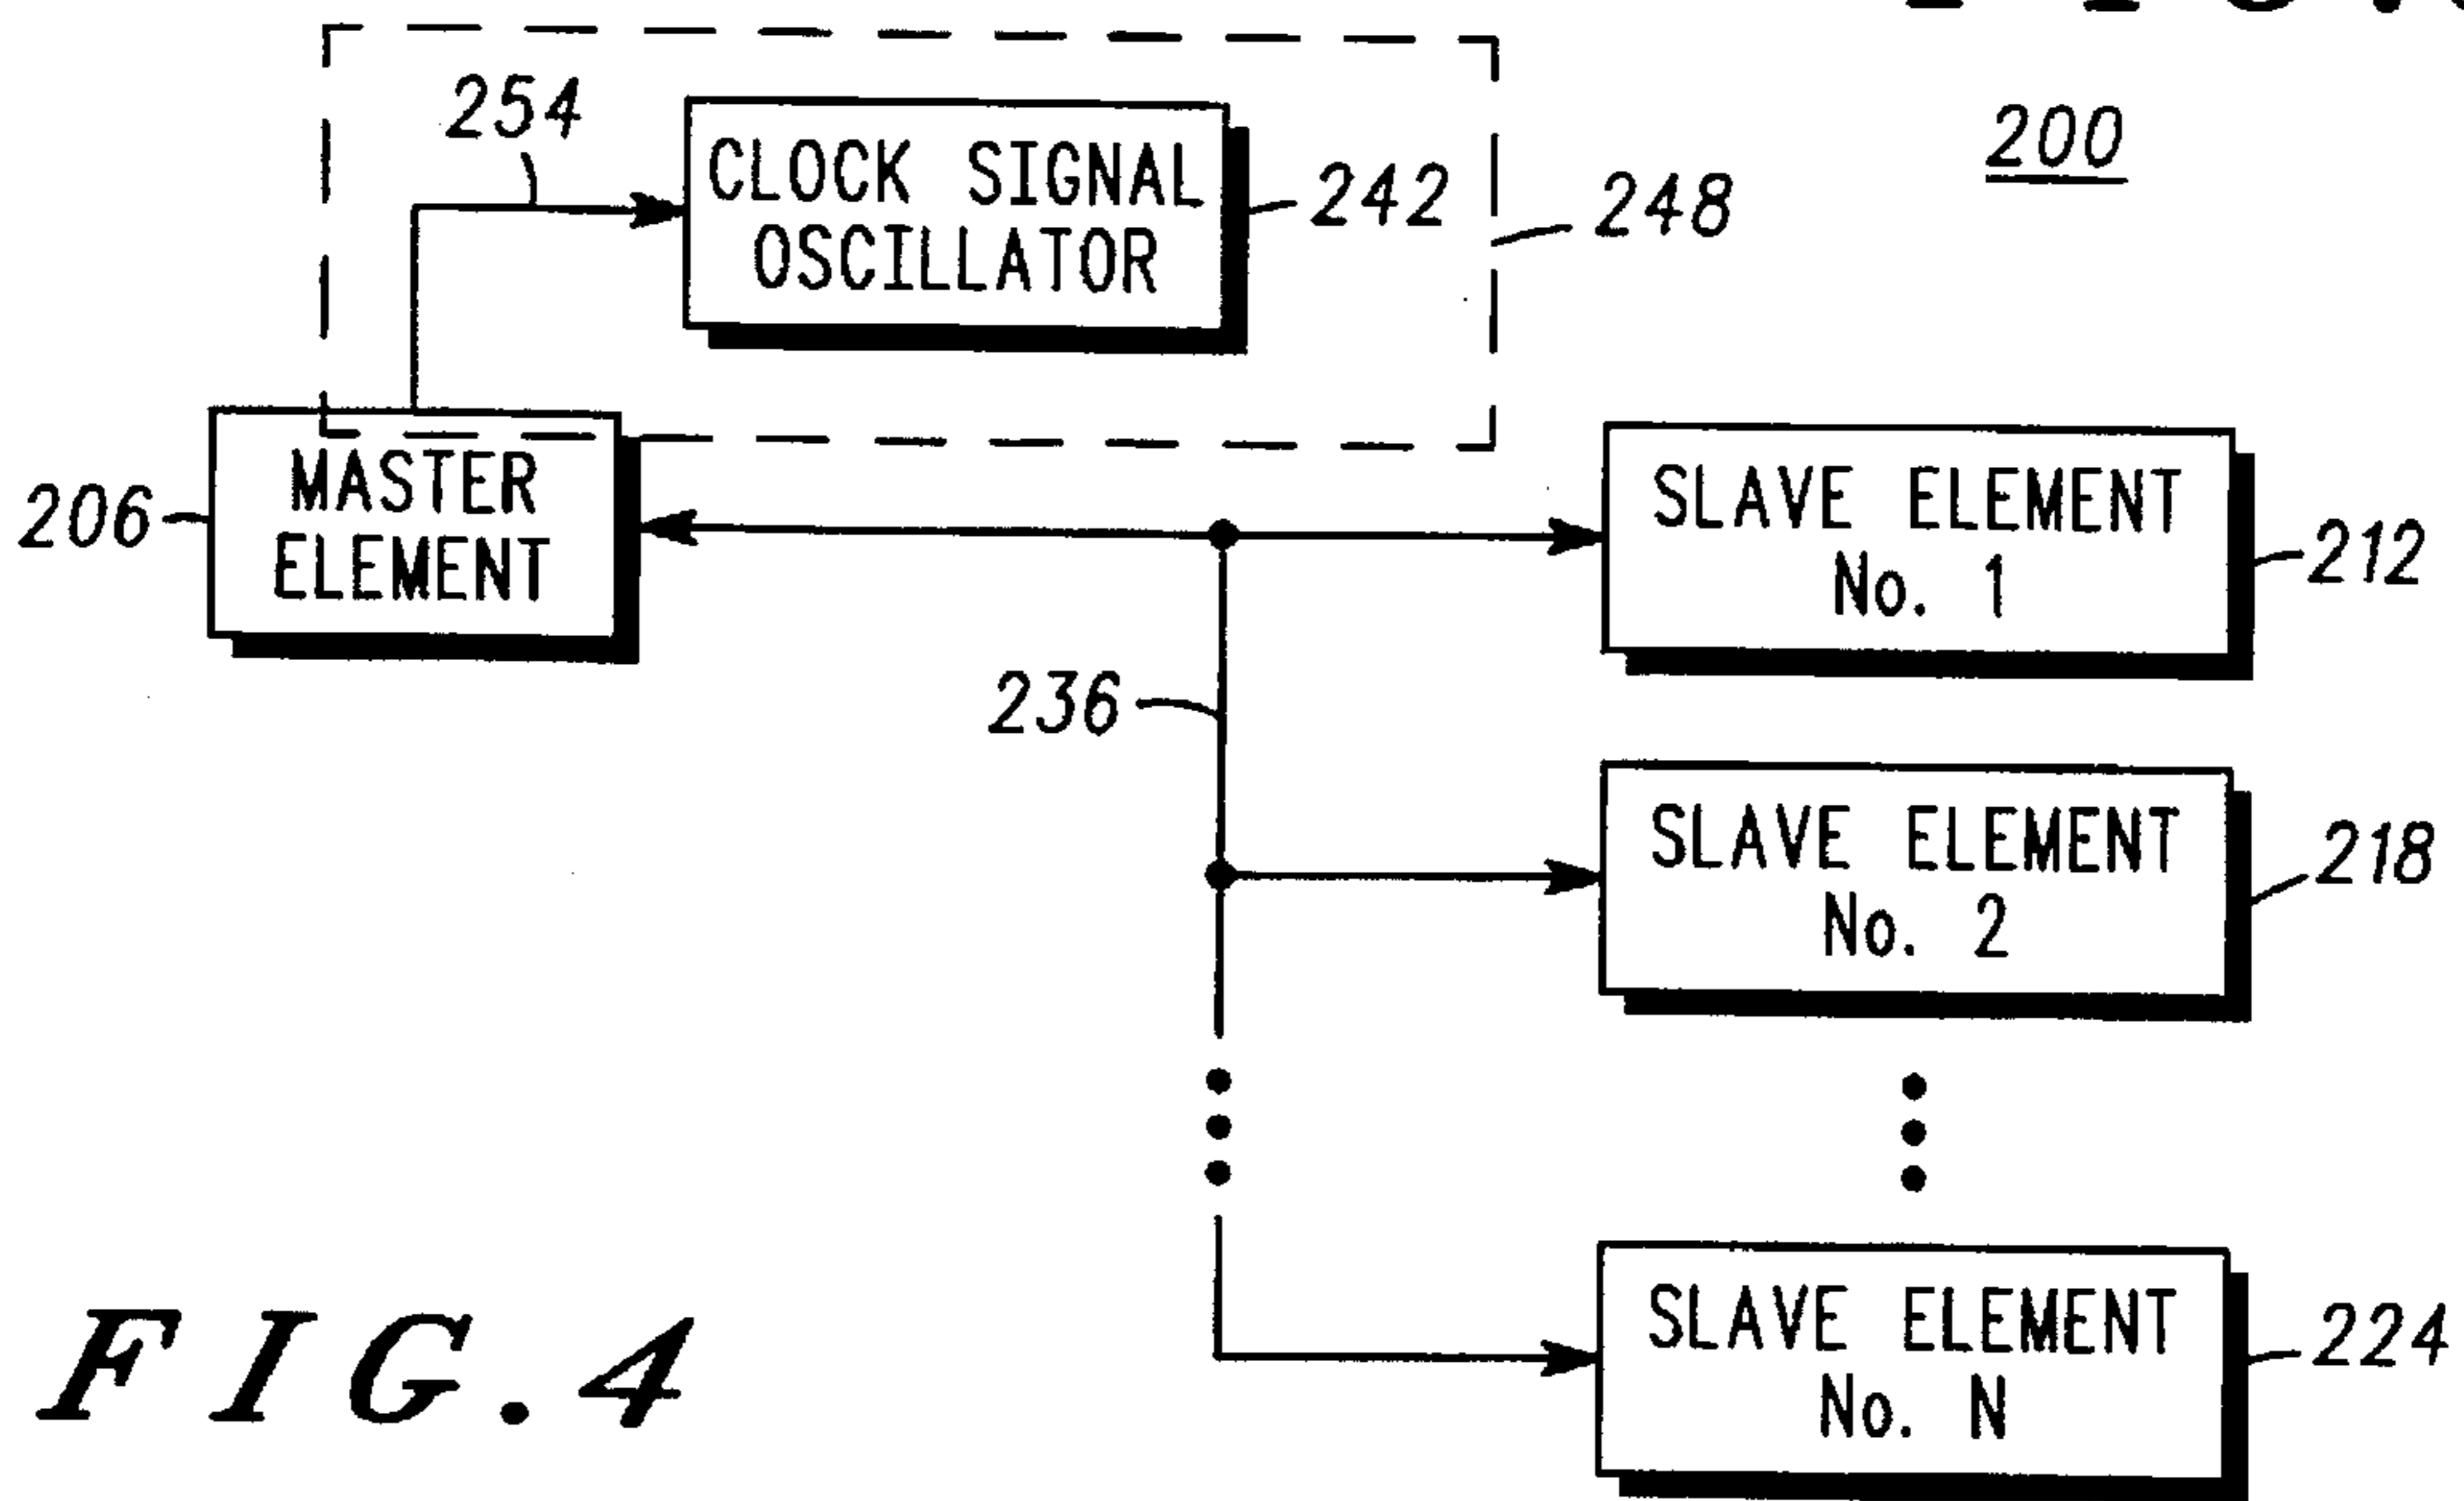 254
CLOCK SIGNAL
OSCILLATOR
242
248
200
206
MASTER
ELEMENT
SLAVE ELEMENT
No. 1
212
236
SLAVE ELEMENT
No. 2
218
SLAVE ELEMENT
No. N
224
FIG.4